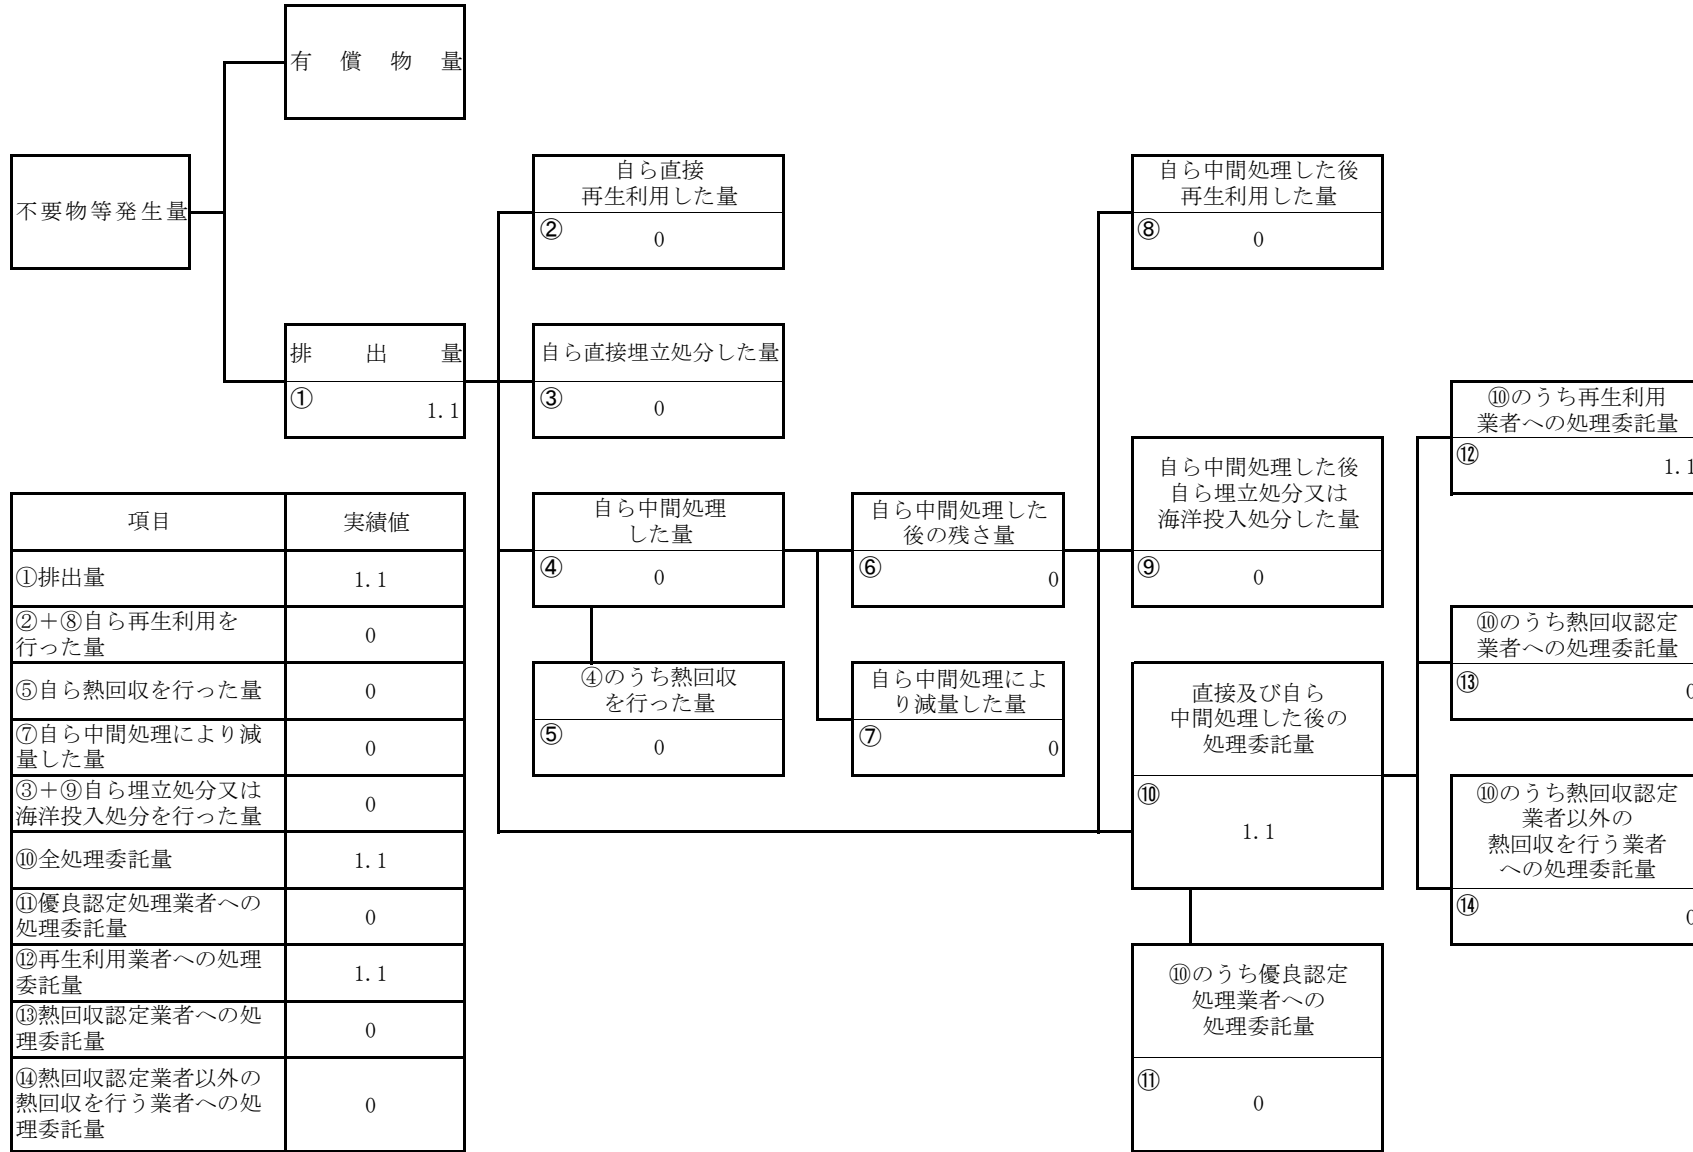 有償物量
不要物等発生量
自ら直接
再生利用した量
② 0
自ら中間処理した後
再生利用した量
⑧ 0
排出量
① 1.1
自ら直接埋立処分した量
③ 0
⑩のうち再生利用
業者への処理委託量
⑫ 1.1
自ら中間処理した後
自ら埋立処分又は
海洋投入処分した量
⑨ 0
自ら中間処理
した量
④ 0
自ら中間処理した
後の残さ量
⑥ 0
⑩のうち熱回収認定
業者への処理委託量
⑬ 0
④のうち熱回収
を行った量
⑤ 0
自ら中間処理によ
り減量した量
⑦ 0
直接及び自ら
中間処理した後の
処理委託量
⑩
1.1
⑩のうち熱回収認定
業者以外の
熱回収を行う業者
への処理委託量
⑭ 0
⑩のうち優良認定
処理業者への
処理委託量
⑪
0
項目 実績値
①排出量 1.1
②+⑧自ら再生利用を
行った量 0
⑤自ら熱回収を行った量 0
⑦自ら中間処理により減
量した量 0
③+⑨自ら埋立処分又は
海洋投入処分を行った量 0
⑩全処理委託量 1.1
⑪優良認定処理業者への
処理委託量 0
⑫再生利用業者への処理
委託量 1.1
⑬熱回収認定業者への処
理委託量 0
⑭熱回収認定業者以外の
熱回収を行う業者への処
理委託量 0